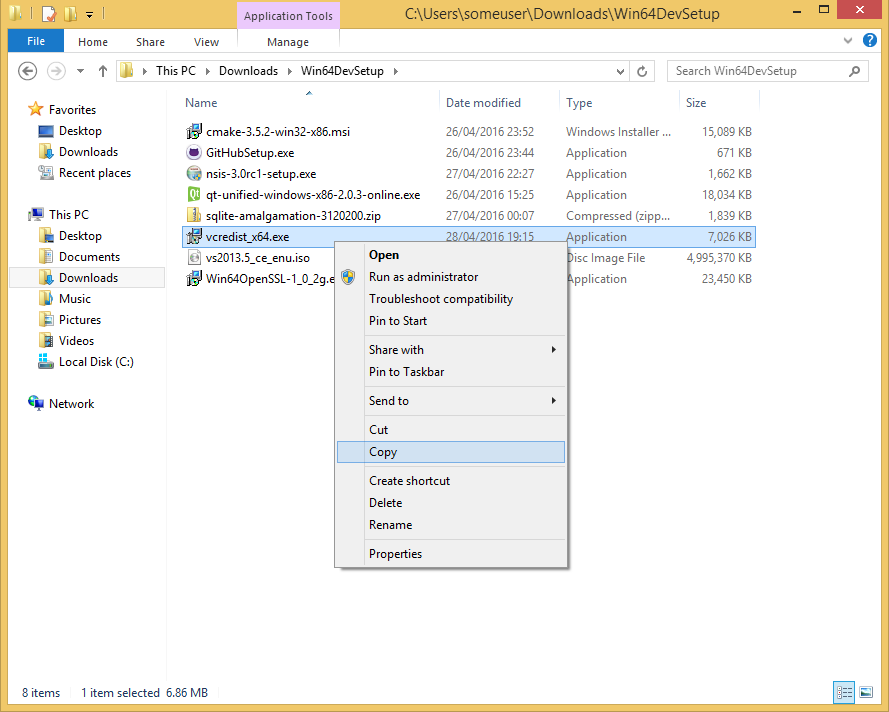 Application Tools
C:\Users\someuser\Downloads\Win64DevSetup
File Home Share View Manage
This PC Downloads Win64DevSetup
Search Win64DevSetup
Name Date modified Type Size
Favorites
Desktop
Downloads
Recent places
This PC
Desktop
Documents
Downloads
Music
Pictures
Videos
Local Disk (C:)
Network
cmake-3.5.2-win32-x86.msi 26/04/2016 23:52 Windows Installer ... 15,089 KB
GitHubSetup.exe 26/04/2016 23:44 Application 671 KB
nsis-3.0rc1-setup.exe 27/04/2016 22:27 Application 1,662 KB
qt-unified-windows-x86-2.0.3-online.exe 26/04/2016 15:25 Application 18,034 KB
sqlite-amalgamation-3120200.zip 27/04/2016 00:07 Compressed (zipp... 1,839 KB
vcredist_x64.exe 28/04/2016 19:15 Application 7,026 KB
vs2013.5_ce_enu.iso Disc Image File 4,995,370 KB
Win64OpenSSL-1_0_2g.e Application 23,450 KB
Open
Run as administrator
Troubleshoot compatibility
Pin to Start
Share with
Pin to Taskbar
Send to
Cut
Copy
Create shortcut
Delete
Rename
Properties
8 items 1 item selected 6.86 MB